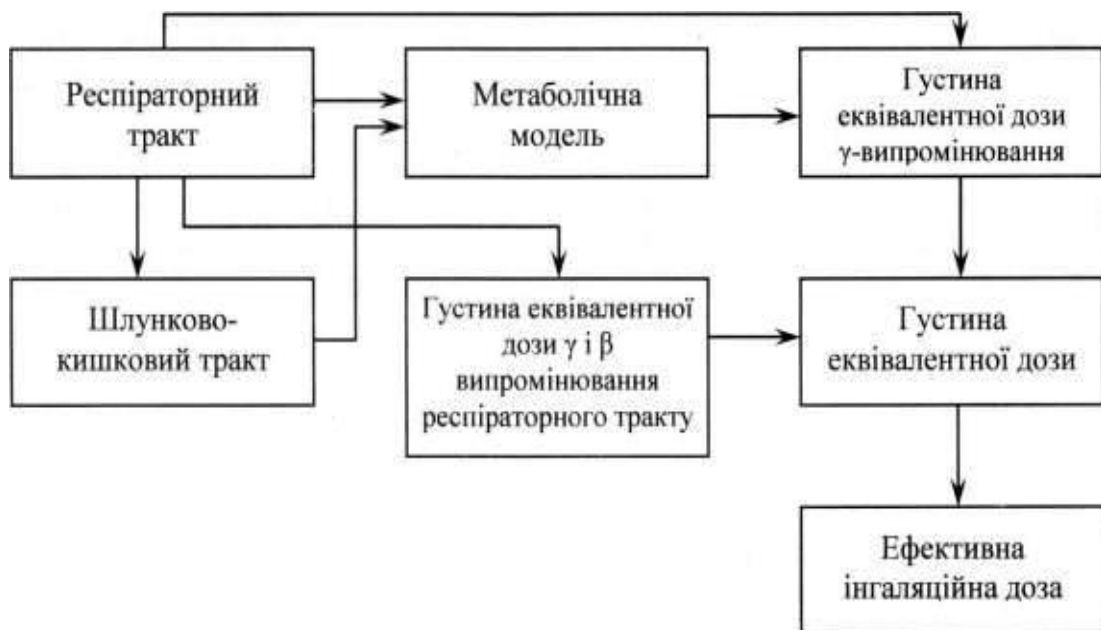 Респіраторний
тракт
Метаболічна
модель
Густина
еквівалентної дози
γ-випромінювання
Шлунково-
кишковий тракт
Густина еквівалентної
дози γ і β
випромінювання
респіраторного тракту
Густина
еквівалентної дози
Ефективна
інгаляційна доза